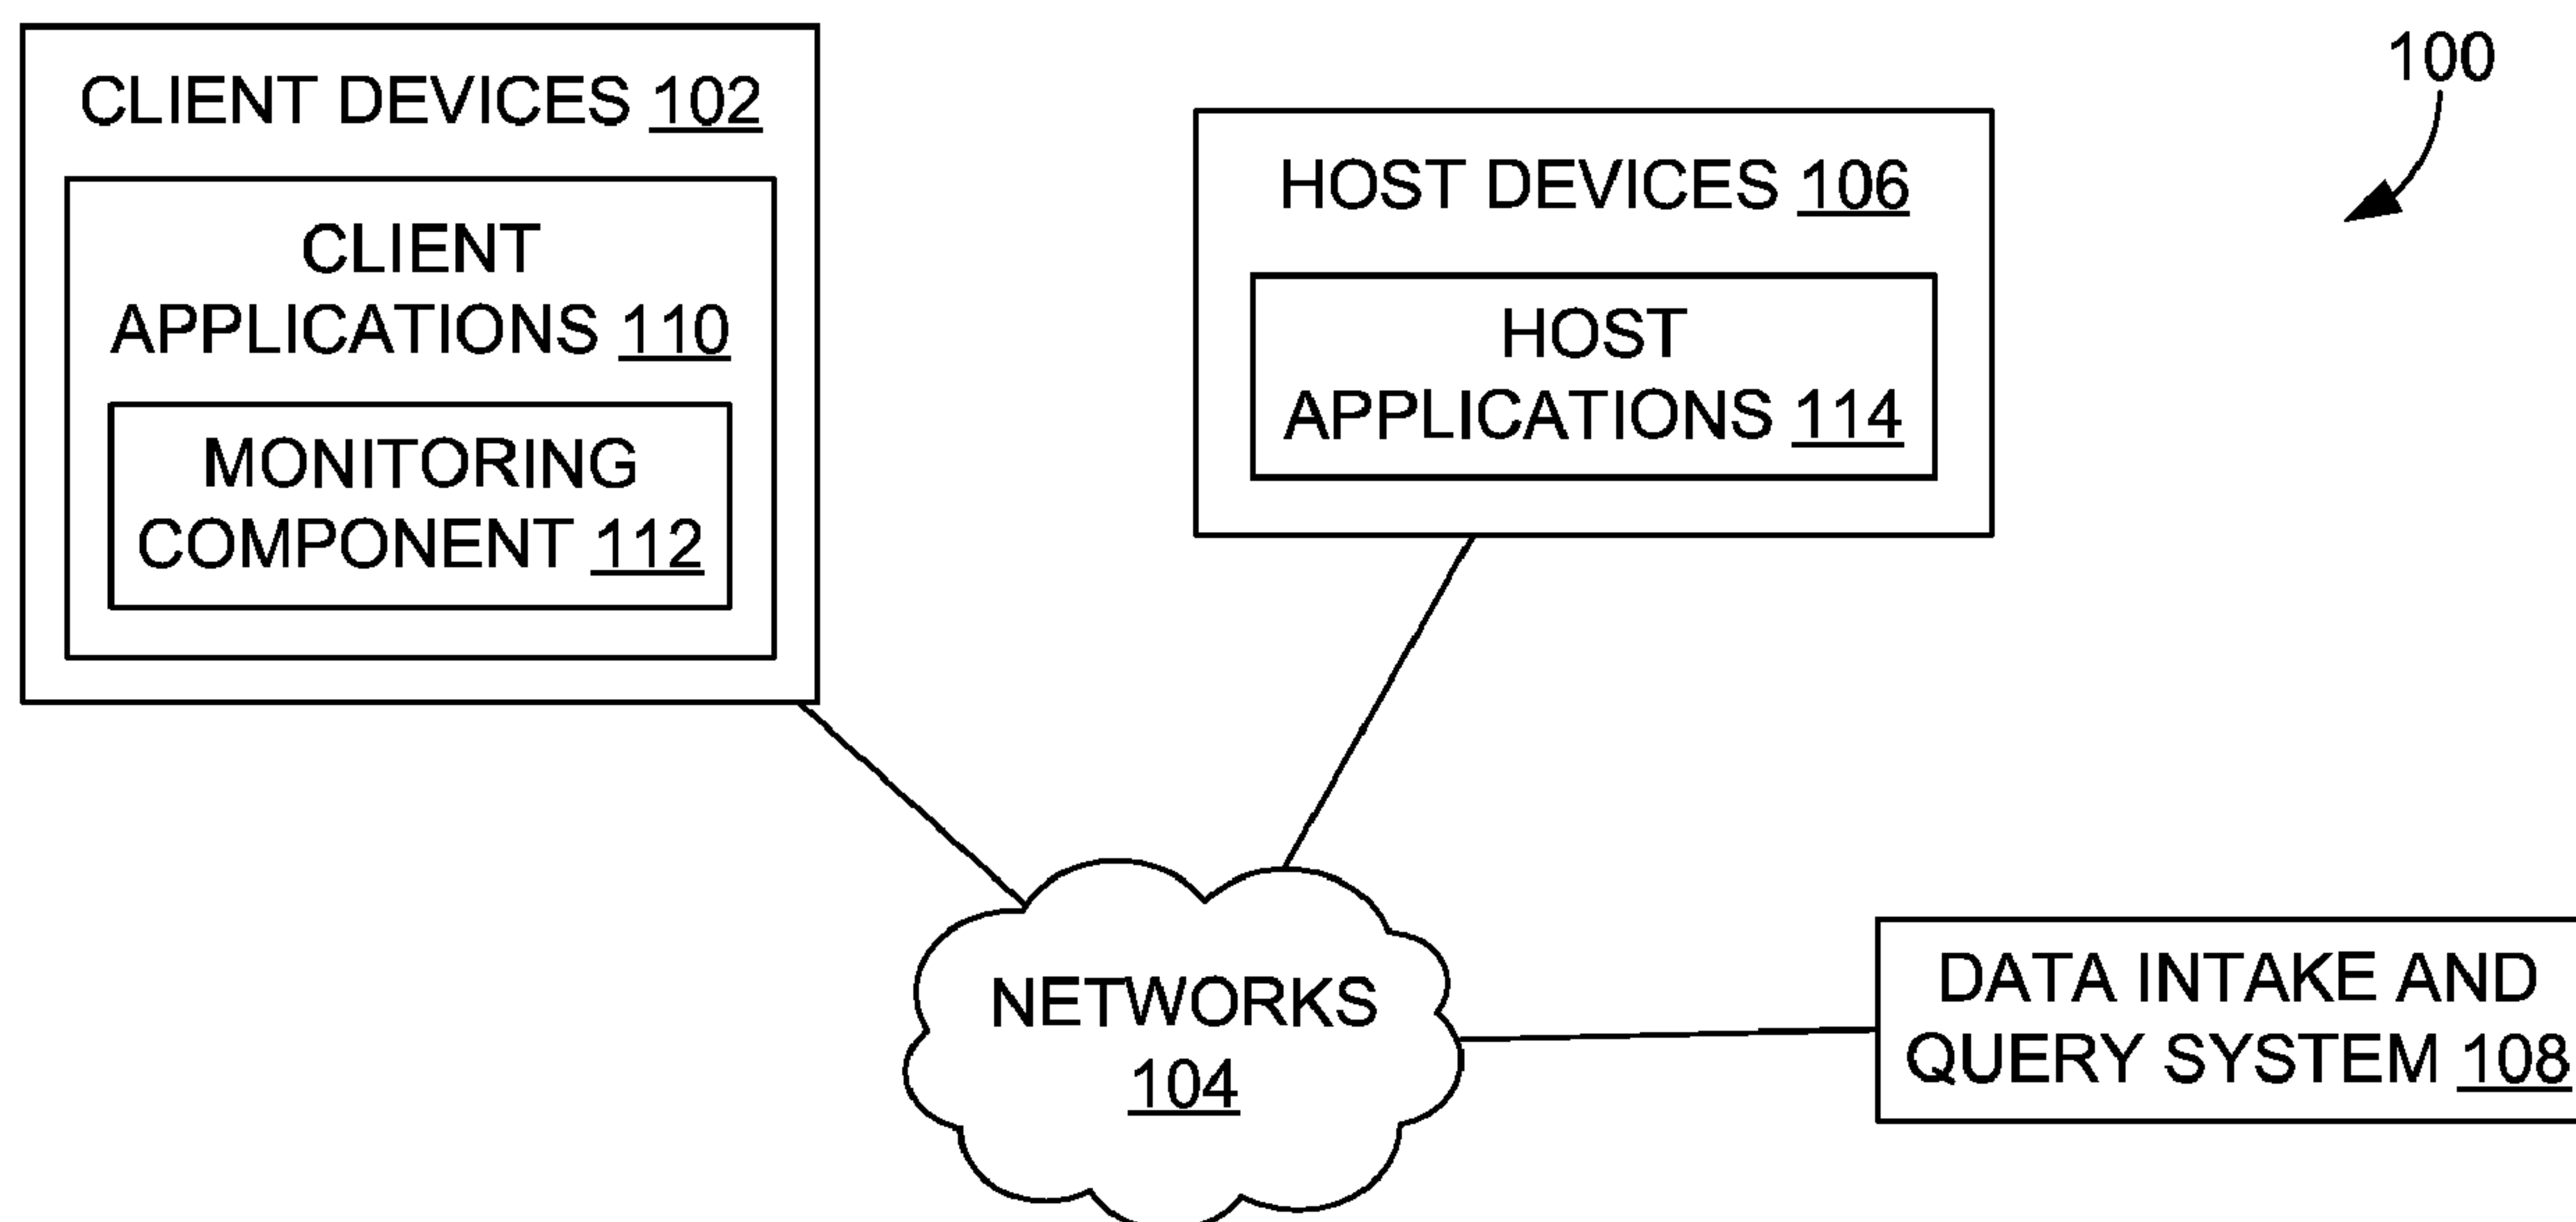 100
CLIENT DEVICES 102
CLIENT
APPLICATIONS 110
MONITORING
COMPONENT 112
HOST DEVICES 106
HOST
APPLICATIONS 114
NETWORKS
104
DATA INTAKE AND
QUERY SYSTEM 108